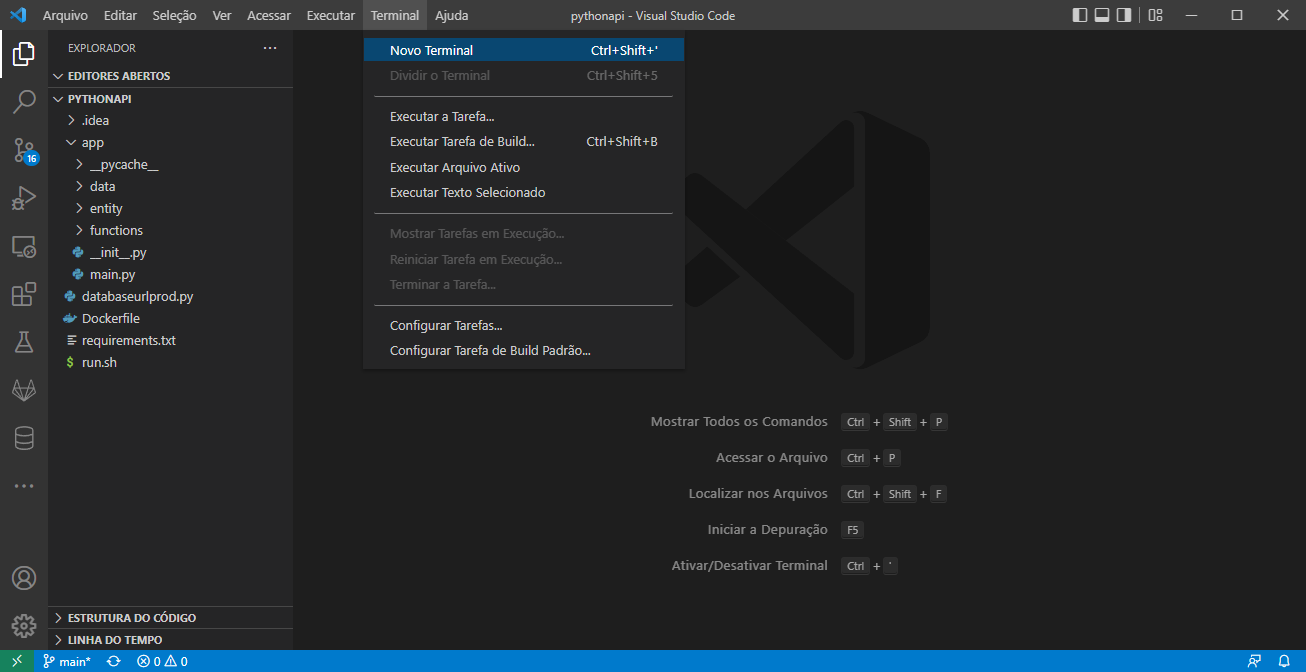 Arquivo Editar Seleção Ver Acessar Executar Terminal Ajuda pythonapi - Visual Studio Code
EXPLORADOR
EDITORES ABERTOS
PYTHONAPI
.idea
app
__pycache__
data
entity
functions
__init__.py
main.py
databaseurlprod.py
Dockerfile
requirements.txt
$ run.sh
16
ESTRUTURA DO CÓDIGO
LINHA DO TEMPO
Novo Terminal Ctrl+Shift+'
Dividir o Terminal Ctrl+Shift+5
Executar a Tarefa...
Executar Tarefa de Build... Ctrl+Shift+B
Executar Arquivo Ativo
Executar Texto Selecionado
Mostrar Tarefas em Execução...
Reiniciar Tarefa em Execução...
Terminar a Tarefa...
Configurar Tarefas...
Configurar Tarefa de Build Padrão...
Mostrar Todos os Comandos Ctrl + Shift + P
Acessar o Arquivo Ctrl + P
Localizar nos Arquivos Ctrl + Shift + F
Iniciar a Depuração F5
Ativar/Desativar Terminal Ctrl + '
main* 0 0